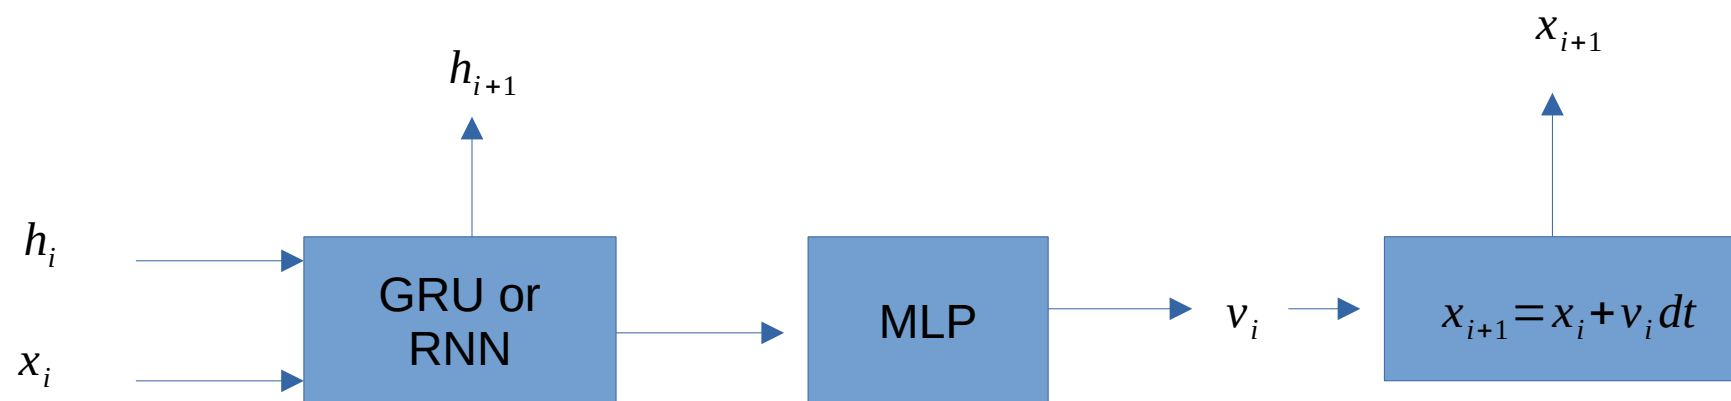 x_{i+1}
h_{i+1}
h_i
x_i
GRU or
RNN
MLP
v_i
x_{i+1}=x_i+v_i dt